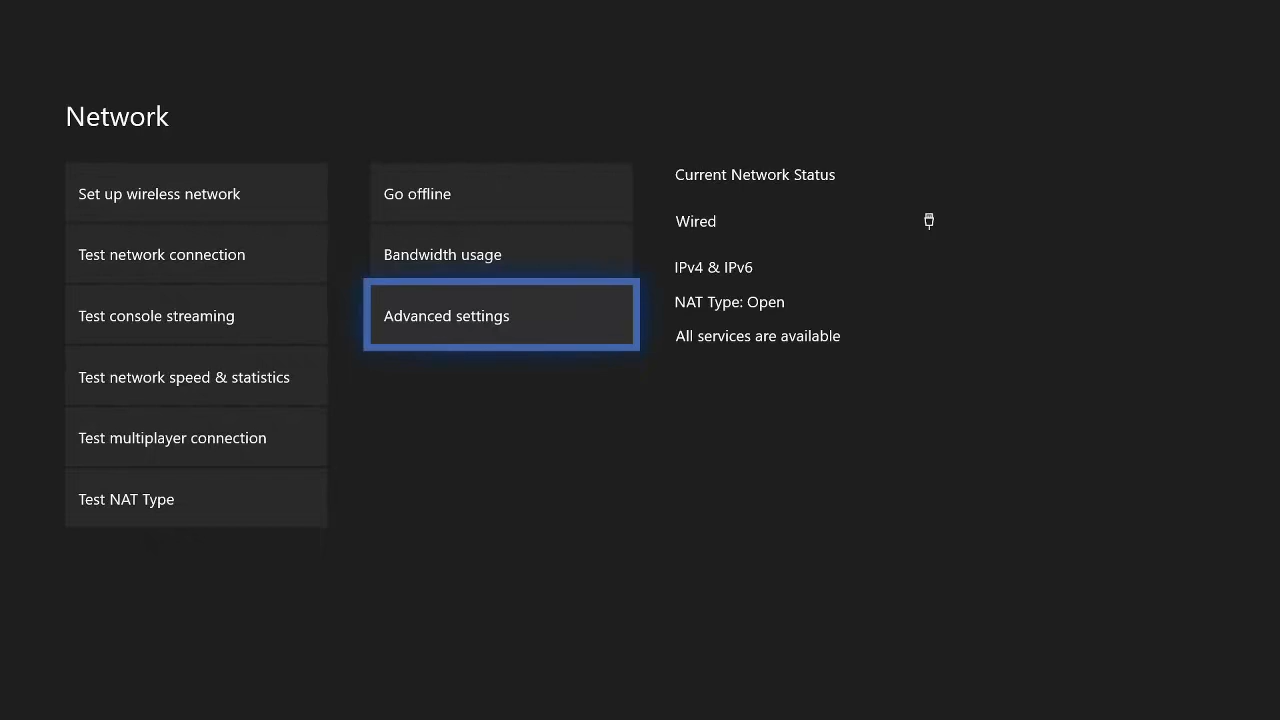 Network
Set up wireless network
Test network connection
Test console streaming
Test network speed & statistics
Test multiplayer connection
Test NAT Type
Go offline
Bandwidth usage
Advanced settings
Current Network Status
Wired
IPv4 & IPv6
NAT Type: Open
All services are available